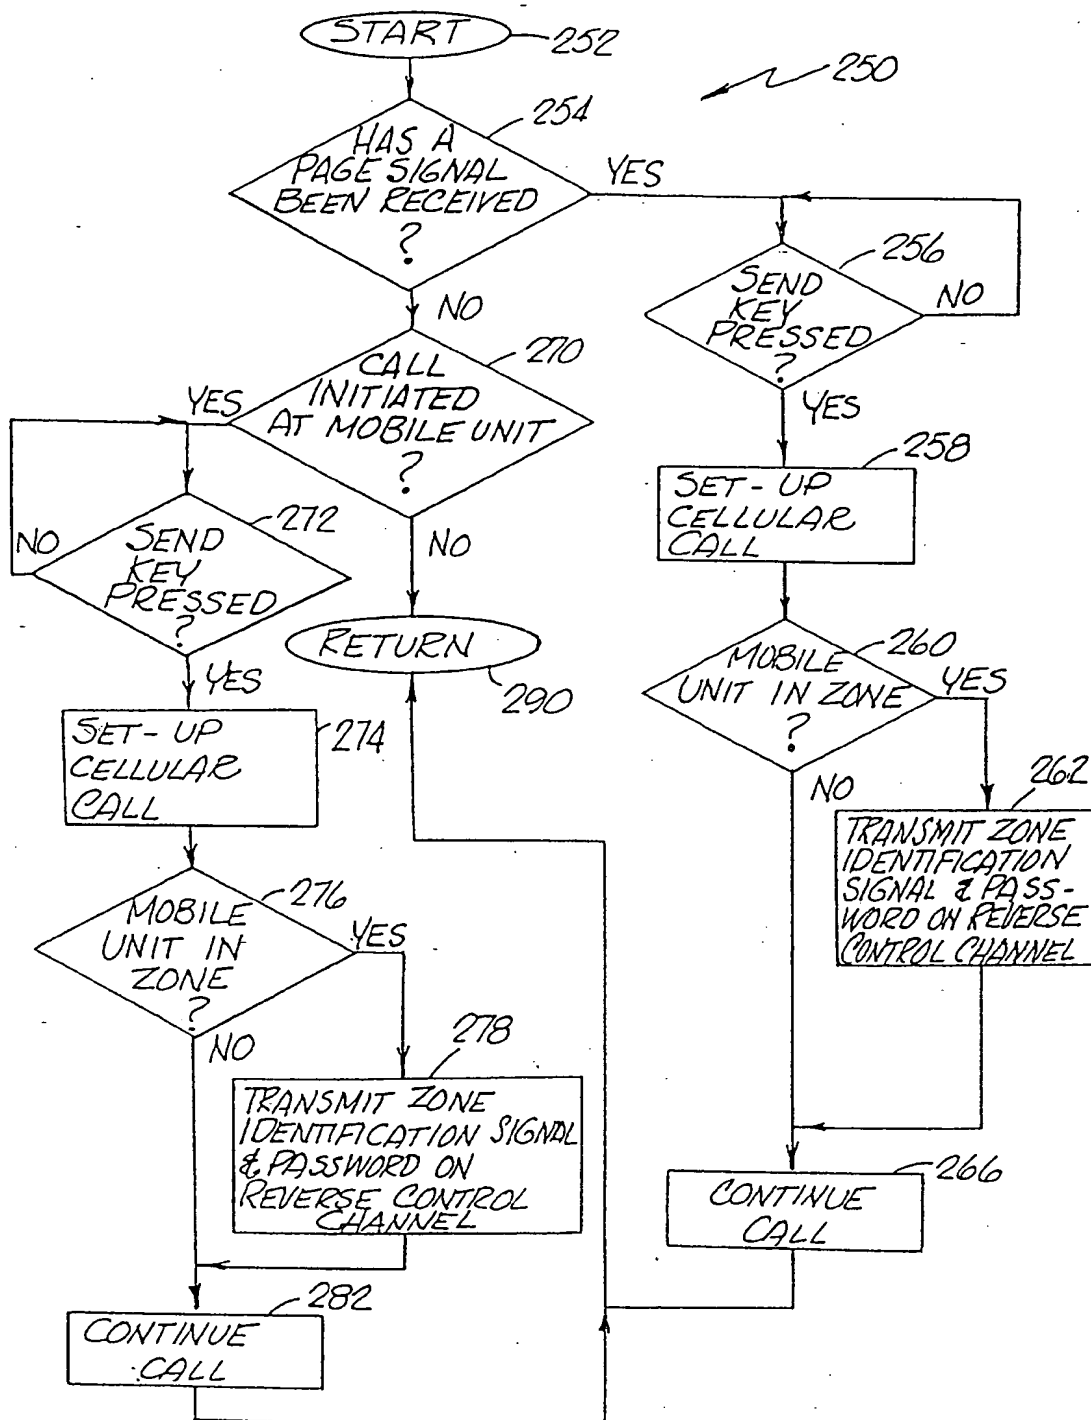 START
252
250
254
HAS A
PAGE SIGNAL
BEEN RECEIVED
?
YES
NO
256
SEND
KEY
PRESSED
?
NO
YES
258
SET-UP
CELLULAR
CALL
260
MOBILE
UNIT IN ZONE
?
YES
NO
262
TRANSMIT ZONE
IDENTIFICATION
SIGNAL & PASS-
WORD ON REVERSE
CONTROL CHANNEL
266
CONTINUE
CALL
270
CALL
INITIATED
AT MOBILE UNIT
?
YES
NO
RETURN
290
272
SEND
KEY
PRESSED
?
NO
YES
274
SET-UP
CELLULAR
CALL
276
MOBILE
UNIT IN
ZONE
?
YES
NO
278
TRANSMIT ZONE
IDENTIFICATION SIGNAL
& PASSWORD ON
REVERSE CONTROL
CHANNEL
282
CONTINUE
CALL